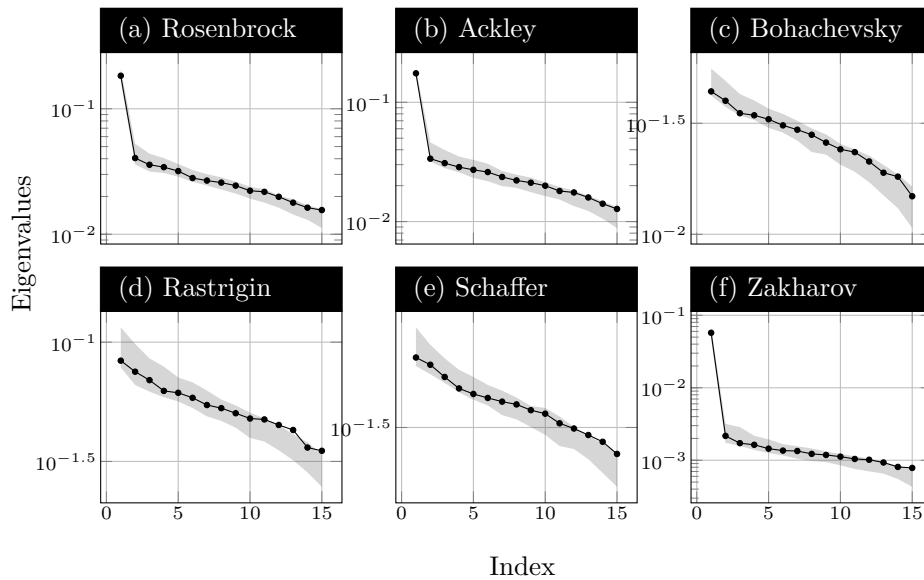 (a) Rosenbrock
(b) Ackley
(c) Bohachevsky
10^{-1}
10^{-2}
10^{-1}
10^{-2}
10^{-1.5}
10^{-2}
Eigenvalues
(d) Rastrigin
(e) Schaffer
(f) Zakharov
10^{-1}
10^{-1.5}
10^{-1.5}
10^{-1}
10^{-2}
10^{-3}
0 5 10 15
0 5 10 15
0 5 10 15
Index